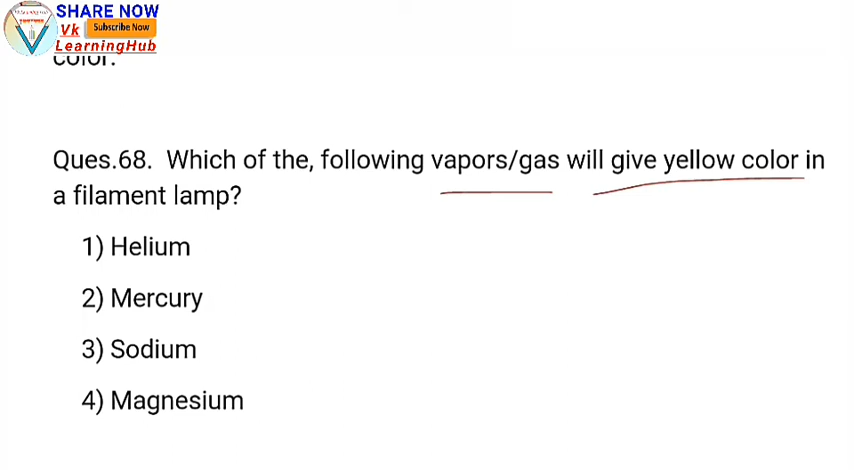 SHARE NOW
Vk Subscribe Now
LearningHub
color.
Ques.68. Which of the, following vapors/gas will give yellow color in
a filament lamp?
1) Helium
2) Mercury
3) Sodium
4) Magnesium